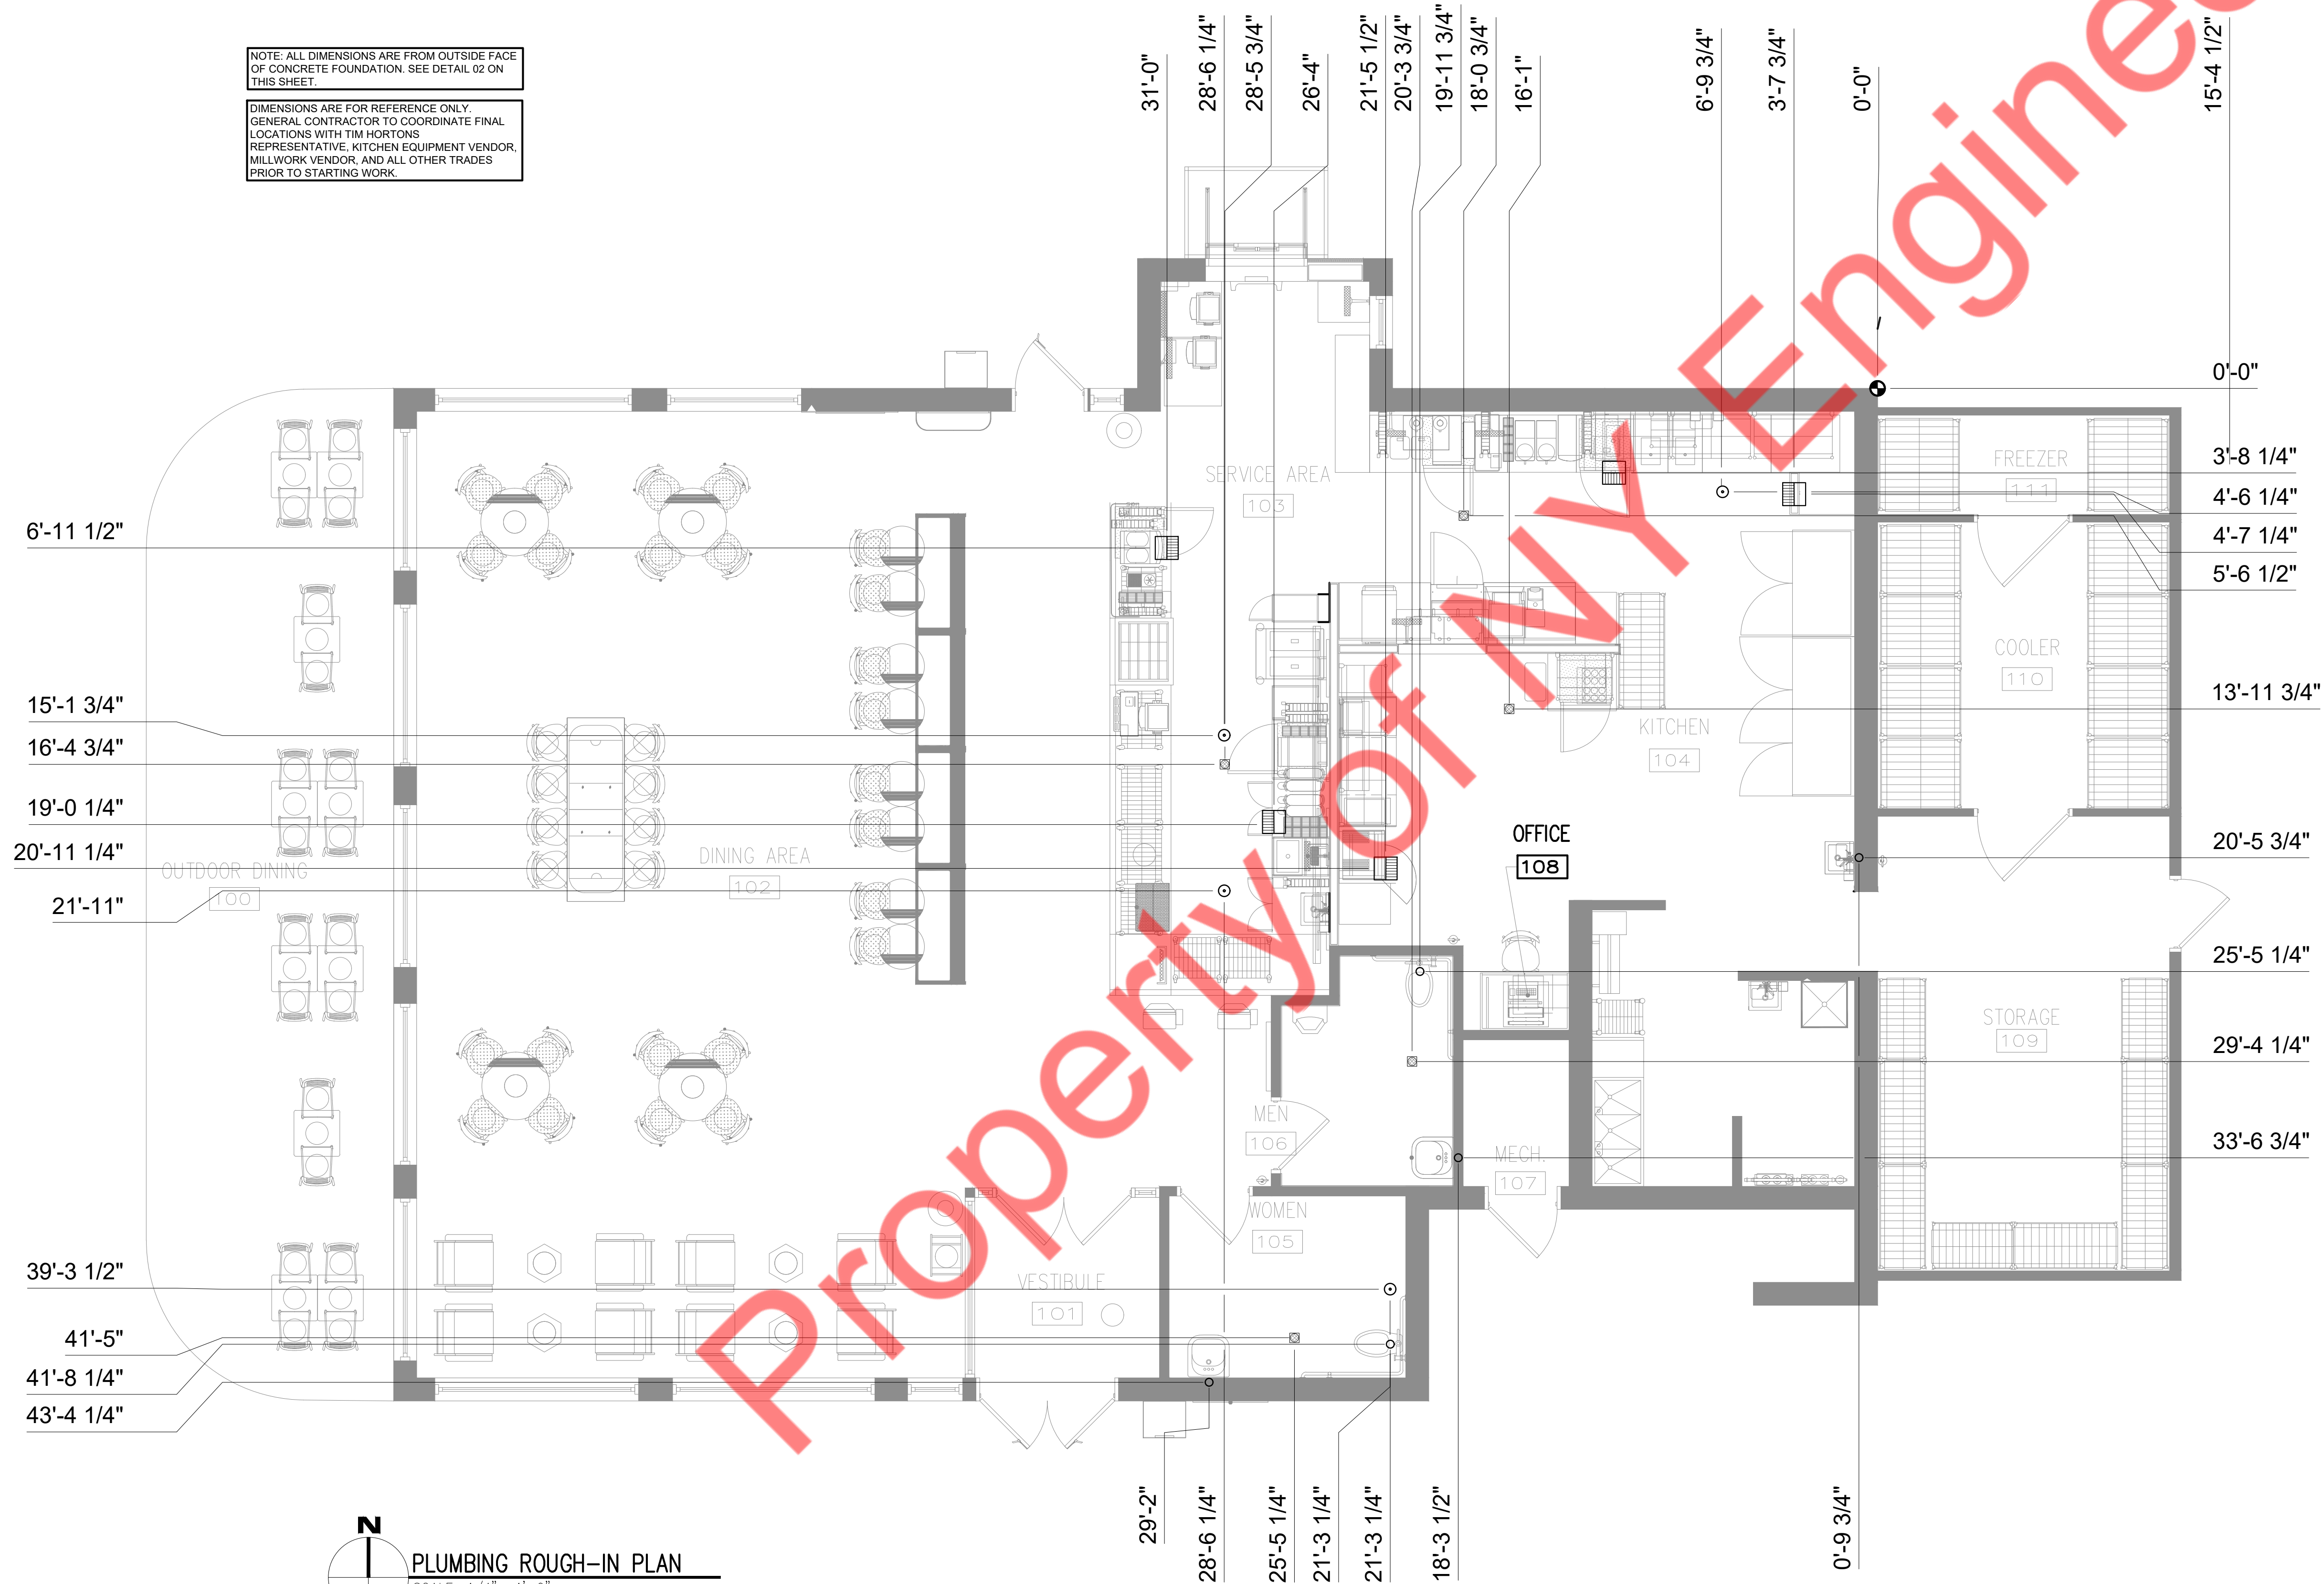 NOTE: ALL DIMENSIONS ARE FROM OUTSIDE FACE
OF CONCRETE FOUNDATION. SEE DETAIL 02 ON
THIS SHEET.
DIMENSIONS ARE FOR REFERENCE ONLY.
GENERAL CONTRACTOR TO COORDINATE FINAL
LOCATIONS WITH TIM HORTONS
REPRESENTATIVE, KITCHEN EQUIPMENT VENDOR,
MILLWORK VENDOR, AND ALL OTHER TRADES
PRIOR TO STARTING WORK.
31'-0"
28'-6 1/4"
28'-5 3/4"
26'-4"
21'-5 1/2"
20'-3 3/4"
19'-11 3/4"
18'-0 3/4"
16'-1"
6'-9 3/4"
3'-7 3/4"
0'-0"
15'-4 1/2"
0'-0"
3'-8 1/4"
4'-6 1/4"
4'-7 1/4"
5'-6 1/2"
13'-11 3/4"
20'-5 3/4"
25'-5 1/4"
29'-4 1/4"
33'-6 3/4"
6'-11 1/2"
15'-1 3/4"
16'-4 3/4"
19'-0 1/4"
20'-11 1/4"
21'-11"
39'-3 1/2"
41'-5"
41'-8 1/4"
43'-4 1/4"
SERVICE AREA
103
FREEZER
111
COOLER
110
KITCHEN
104
OFFICE
108
OUTDOOR DINING
100
DINING AREA
102
STORAGE
109
MEN
106
MECH.
107
WOMEN
105
VESTIBULE
101
29'-2"
28'-6 1/4"
25'-5 1/4"
21'-3 1/4"
21'-3 1/4"
18'-3 1/2"
0'-9 3/4"
N
PLUMBING ROUGH-IN PLAN
Property of NY Enginee